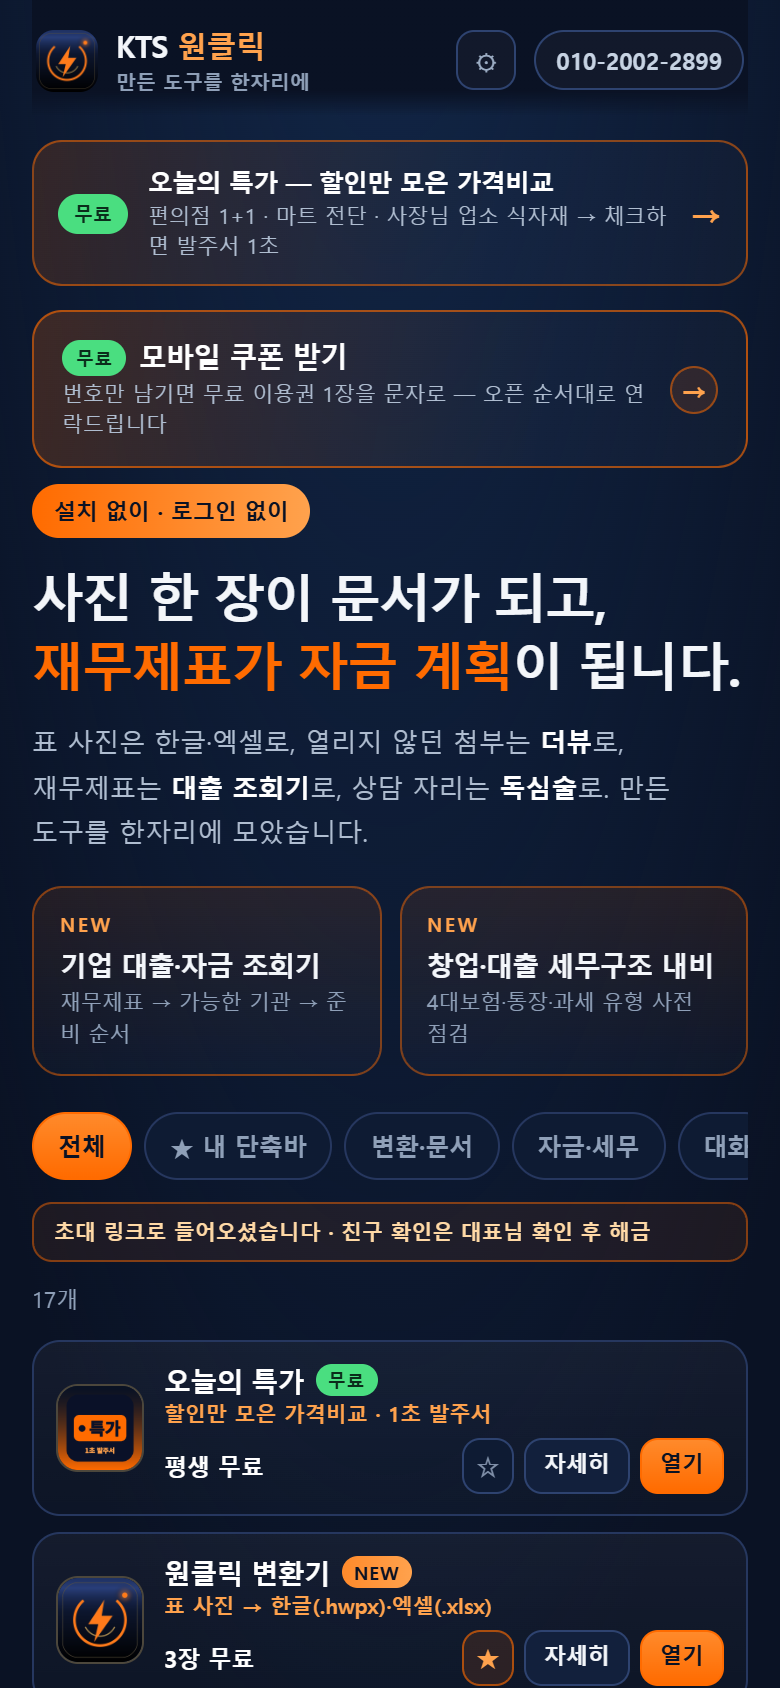 KTS 원클릭
만든 도구를 한자리에
010-2002-2899
오늘의 특가 — 할인만 모은 가격비교
무료
편의점 1+1 · 마트 전단 · 사장님 업소 식자재 → 체크하
면 발주서 1초
→
무료 모바일 쿠폰 받기
번호만 남기면 무료 이용권 1장을 문자로 — 오픈 순서대로 연
락드립니다
→
설치 없이 · 로그인 없이
사진 한 장이 문서가 되고,
재무제표가 자금 계획이 됩니다.
표 사진은 한글·엑셀로, 열리지 않던 첨부는 더뷰로,
재무제표는 대출 조회기로, 상담 자리는 독심술로. 만든
도구를 한자리에 모았습니다.
NEW
기업 대출·자금 조회기
재무제표 → 가능한 기관 → 준
비 순서
NEW
창업·대출 세무구조 내비
4대보험·통장·과세 유형 사전
점검
전체 ★ 내 단축바 변환·문서 자금·세무 대화
초대 링크로 들어오셨습니다 · 친구 확인은 대표님 확인 후 해금
17개
특가
1초 발주서
오늘의 특가 무료
할인만 모은 가격비교 · 1초 발주서
평생 무료 ☆ 자세히 열기
원클릭 변환기 NEW
표 사진 → 한글(.hwpx)·엑셀(.xlsx)
3장 무료 ★ 자세히 열기